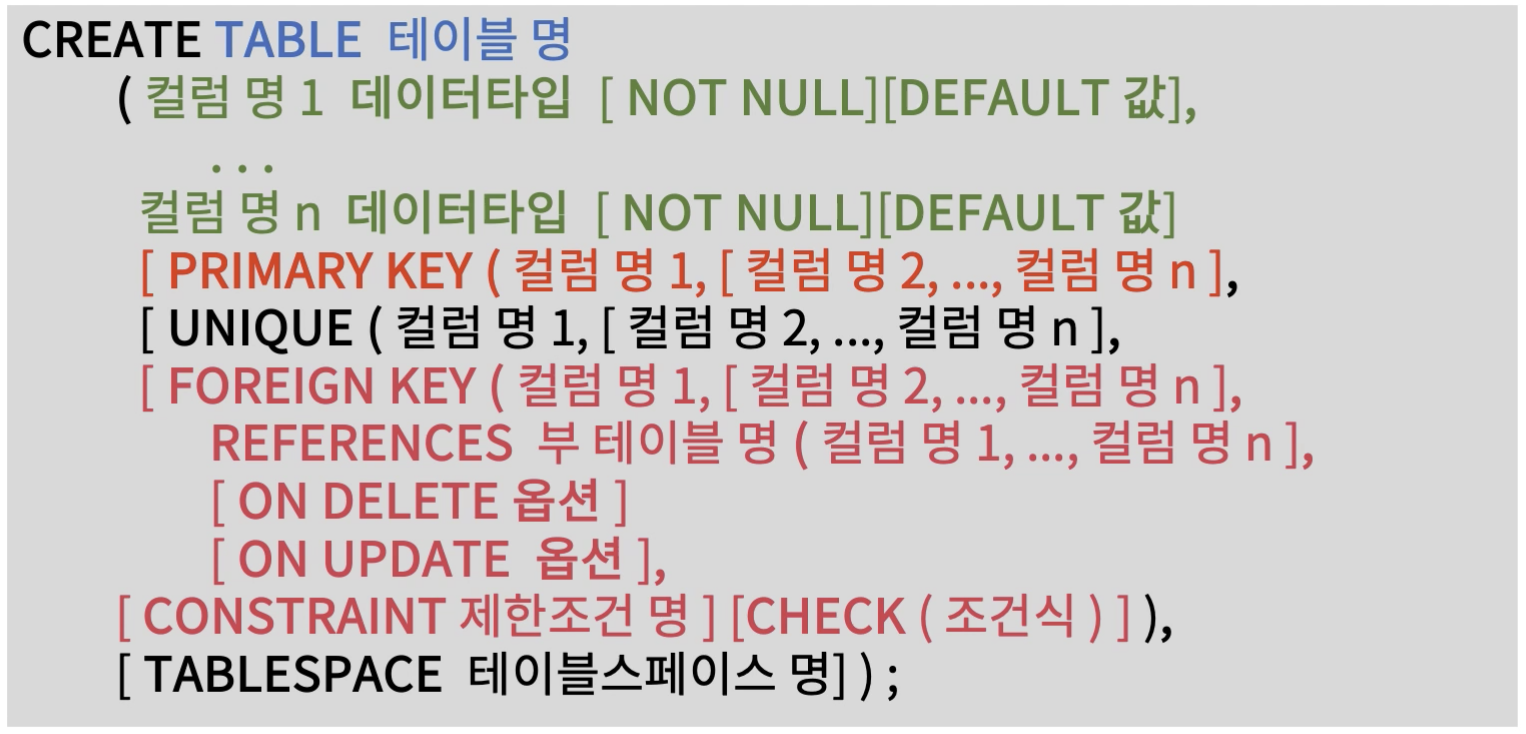 CREATE TABLE 테이블 명
( 컬럼 명 1 데이터타입 [ NOT NULL][DEFAULT 값],
. . .
컬럼 명 n 데이터타입 [ NOT NULL][DEFAULT 값]
[ PRIMARY KEY ( 컬럼 명 1, [ 컬럼 명 2, ..., 컬럼 명 n ],
[ UNIQUE ( 컬럼 명 1, [ 컬럼 명 2, ..., 컬럼 명 n ],
[ FOREIGN KEY ( 컬럼 명 1, [ 컬럼 명 2, ..., 컬럼 명 n ],
REFERENCES 부 테이블 명 ( 컬럼 명 1, ..., 컬럼 명 n ],
[ ON DELETE 옵션 ]
[ ON UPDATE 옵션 ],
[ CONSTRAINT 제한조건 명 ] [CHECK ( 조건식 ) ] ),
[ TABLESPACE 테이블스페이스 명] ) ;